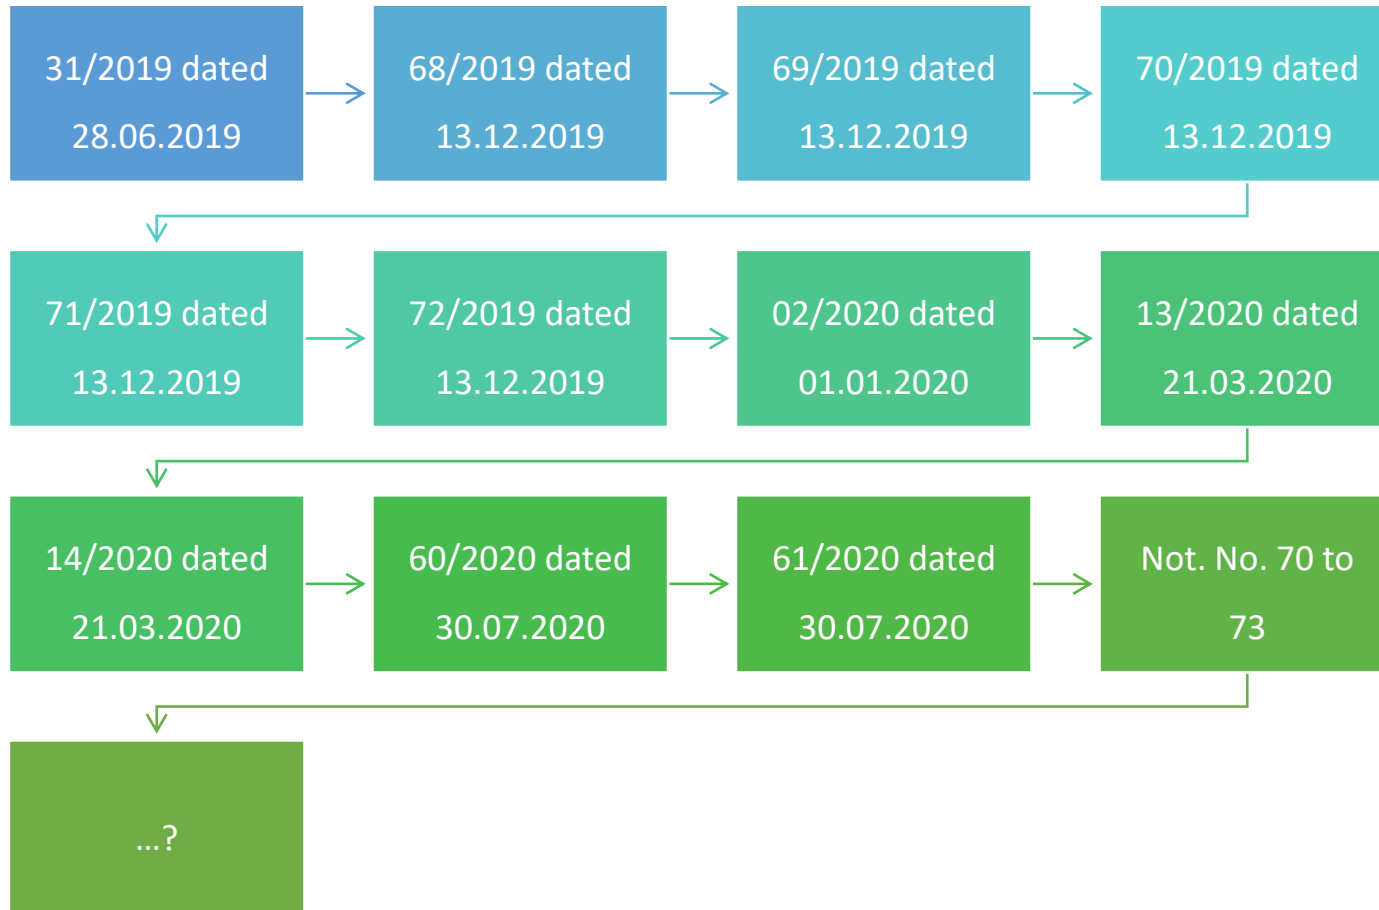 31/2019 dated
28.06.2019
68/2019 dated
13.12.2019
69/2019 dated
13.12.2019
70/2019 dated
13.12.2019
71/2019 dated
13.12.2019
72/2019 dated
13.12.2019
02/2020 dated
01.01.2020
13/2020 dated
21.03.2020
14/2020 dated
21.03.2020
60/2020 dated
30.07.2020
61/2020 dated
30.07.2020
Not. No. 70 to
73
...?